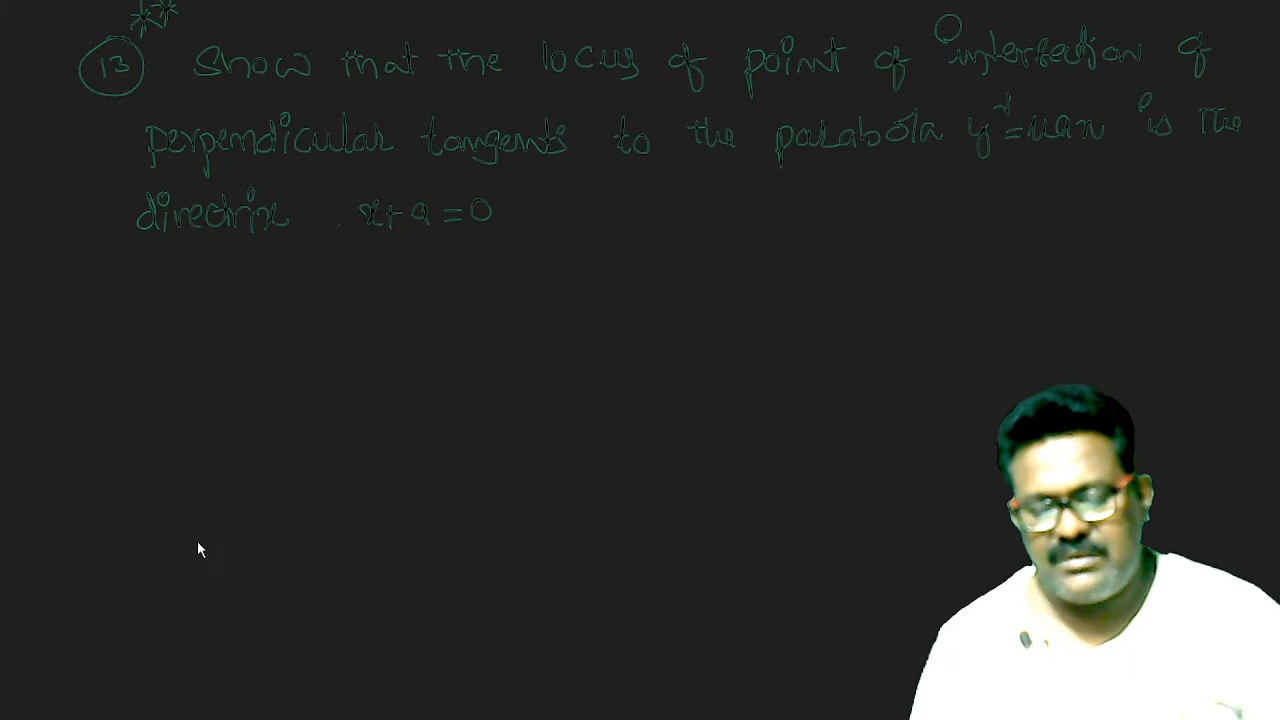 ** 13 Show that the locus of point of intersection of
perpendicular tangents to the parabola y²=4ax is the
directrix x+a=0